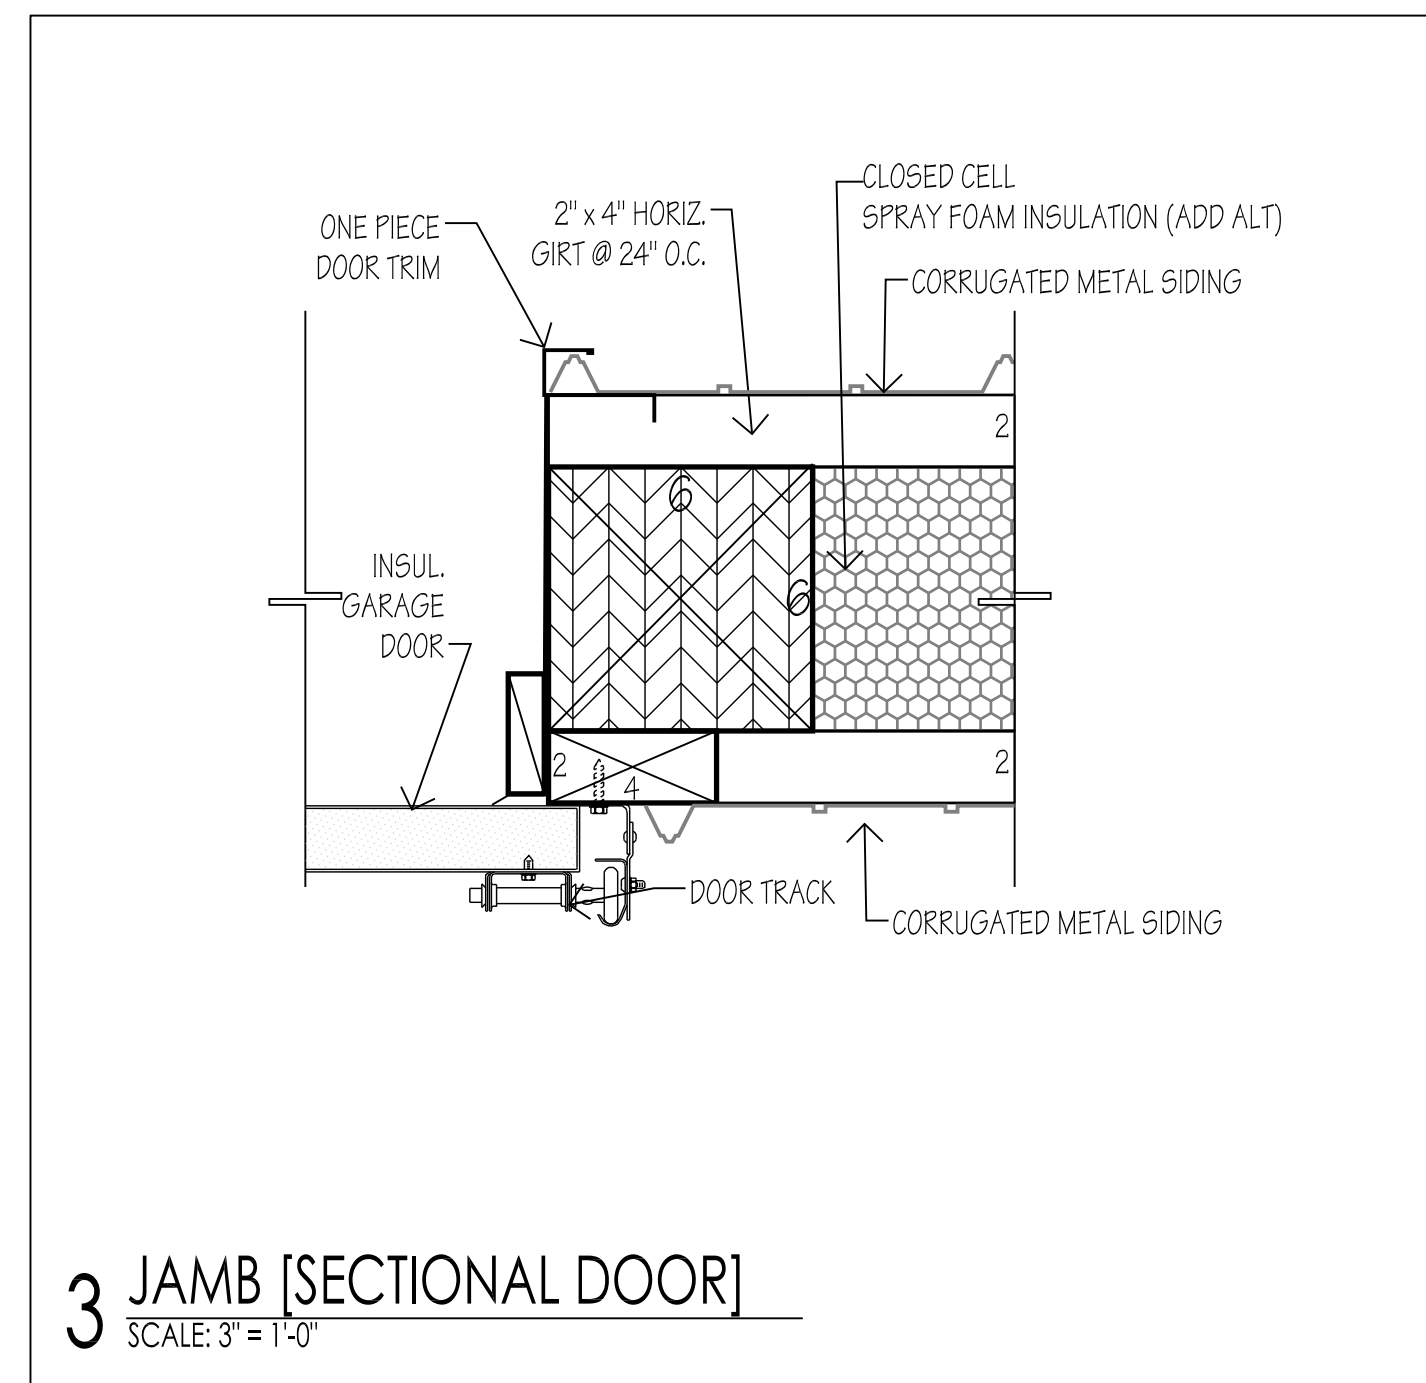 CLOSED CELL
SPRAY FOAM INSULATION (ADD ALT)
ONE PIECE
DOOR TRIM
2" x 4" HORIZ.
GIRT @ 24" O.C.
CORRUGATED METAL SIDING
2
6
6
INSUL.
GARAGE
DOOR
2
4
2
DOOR TRACK
CORRUGATED METAL SIDING
3
JAMB [SECTIONAL DOOR]
SCALE: 3" = 1'-0"